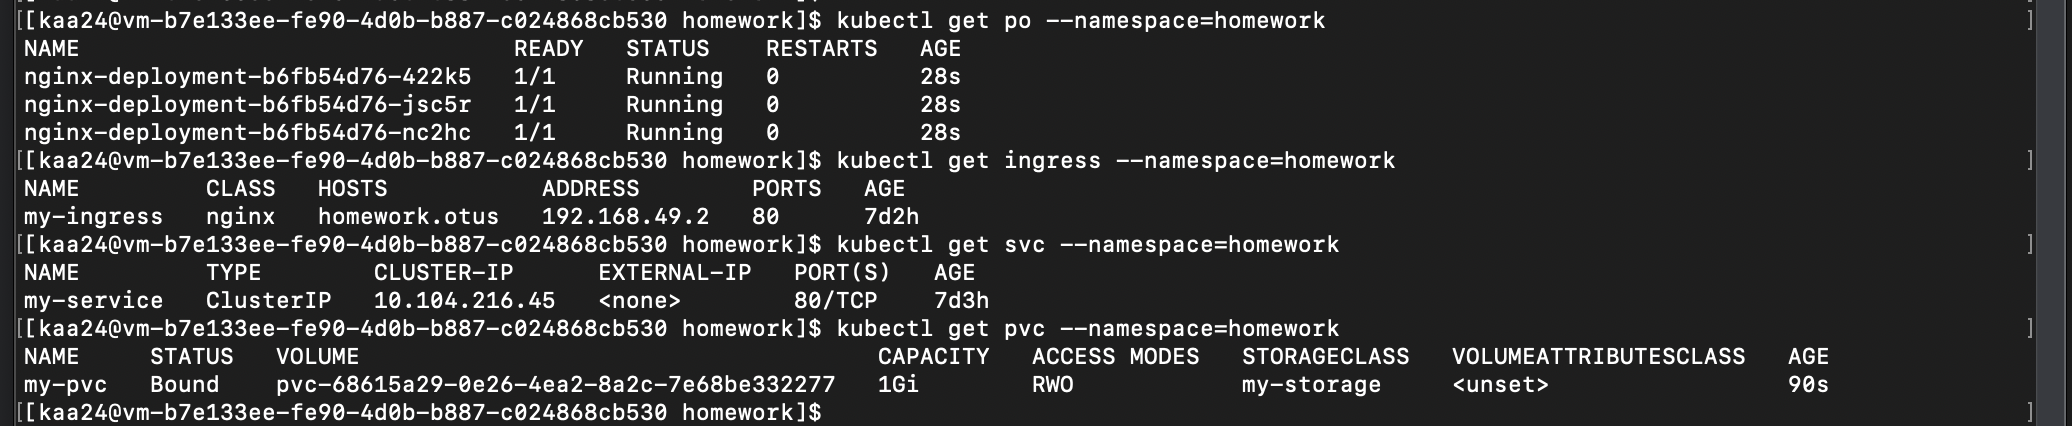 [[kaa24@vm-b7e133ee-fe90-4d0b-b887-c024868cb530 homework]$ kubectl get po --namespace=homework ]
NAME READY STATUS RESTARTS AGE
nginx-deployment-b6fb54d76-422k5 1/1 Running 0 28s
nginx-deployment-b6fb54d76-jsc5r 1/1 Running 0 28s
nginx-deployment-b6fb54d76-nc2hc 1/1 Running 0 28s
[[kaa24@vm-b7e133ee-fe90-4d0b-b887-c024868cb530 homework]$ kubectl get ingress --namespace=homework ]
NAME CLASS HOSTS ADDRESS PORTS AGE
my-ingress nginx homework.otus 192.168.49.2 80 7d2h
[[kaa24@vm-b7e133ee-fe90-4d0b-b887-c024868cb530 homework]$ kubectl get svc --namespace=homework ]
NAME TYPE CLUSTER-IP EXTERNAL-IP PORT(S) AGE
my-service ClusterIP 10.104.216.45 <none> 80/TCP 7d3h
[[kaa24@vm-b7e133ee-fe90-4d0b-b887-c024868cb530 homework]$ kubectl get pvc --namespace=homework ]
NAME STATUS VOLUME CAPACITY ACCESS MODES STORAGECLASS VOLUMEATTRIBUTESCLASS AGE
my-pvc Bound pvc-68615a29-0e26-4ea2-8a2c-7e68be332277 1Gi RWO my-storage <unset> 90s
[[kaa24@vm-b7e133ee-fe90-4d0b-b887-c024868cb530 homework]$ ]